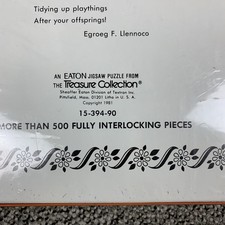 Tidying up playthings
After your offsprings!
Egroeg F. Llennoco
AN EATON JIGSAW PUZZLE FROM
THE Treasure Collection®
Sheaffer Eaton Division of Textron Inc.
Pittsfield, Mass. 01201 Litho in U. S. A.
Copyright 1981
15-394-90
MORE THAN 500 FULLY INTERLOCKING PIECES